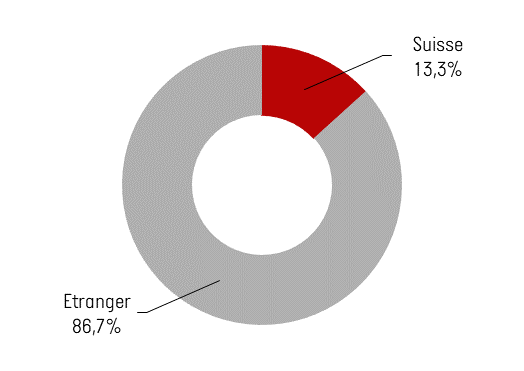 Suisse
13,3%
Etranger
86,7%